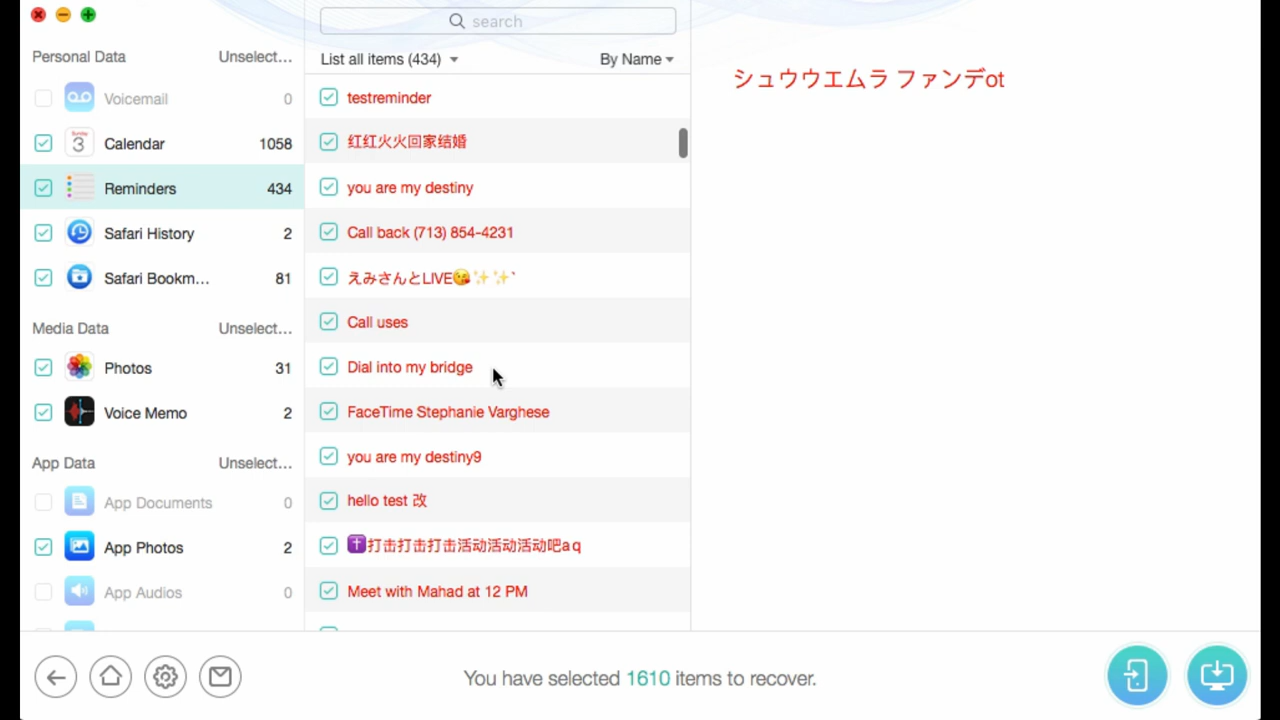 search
Personal Data Unselect...
Voicemail 0
Calendar 1058
Reminders 434
Safari History 2
Safari Bookm... 81
Media Data Unselect...
Photos 31
Voice Memo 2
App Data Unselect...
App Documents 0
App Photos 2
App Audios 0
List all items (434) By Name
testreminder
红红火火回家结婚
you are my destiny
Call back (713) 854-4231
えみさんとLIVE😘✨✨`
Call uses
Dial into my bridge
FaceTime Stephanie Varghese
you are my destiny9
hello test 改
✝️打击打击打击活动活动活动吧aq
Meet with Mahad at 12 PM
シュウウエムラ ファンデot
You have selected 1610 items to recover.